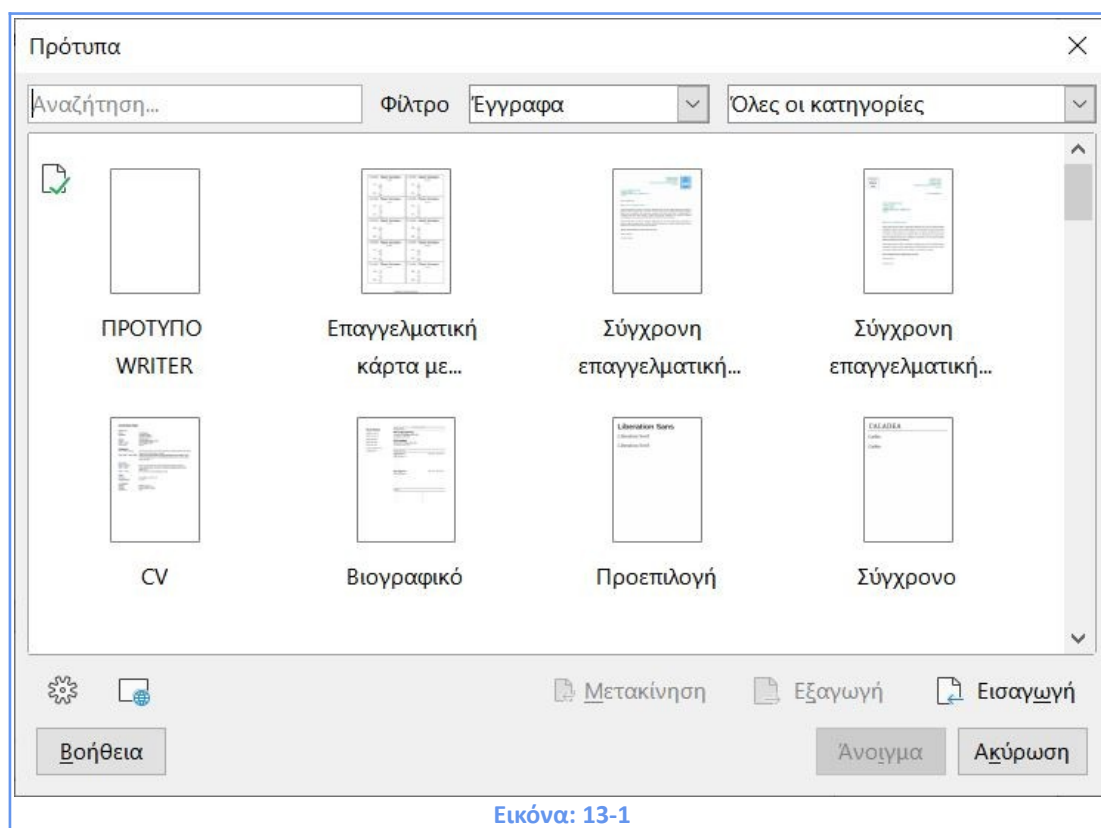 Πρότυπα
Αναζήτηση...
Φίλτρο
Έγγραφα
Όλες οι κατηγορίες
ΠΡΟΤΥΠΟ
WRITER
Επαγγελματική
κάρτα με...
Σύγχρονη
επαγγελματική...
Σύγχρονη
επαγγελματική...
Liberation Sans
CALADEA
CV
Βιογραφικό
Προεπιλογή
Σύγχρονο
Μετακίνηση
Εξαγωγή
Εισαγωγή
Βοήθεια
Άνοιγμα
Ακύρωση
Εικόνα: 13-1